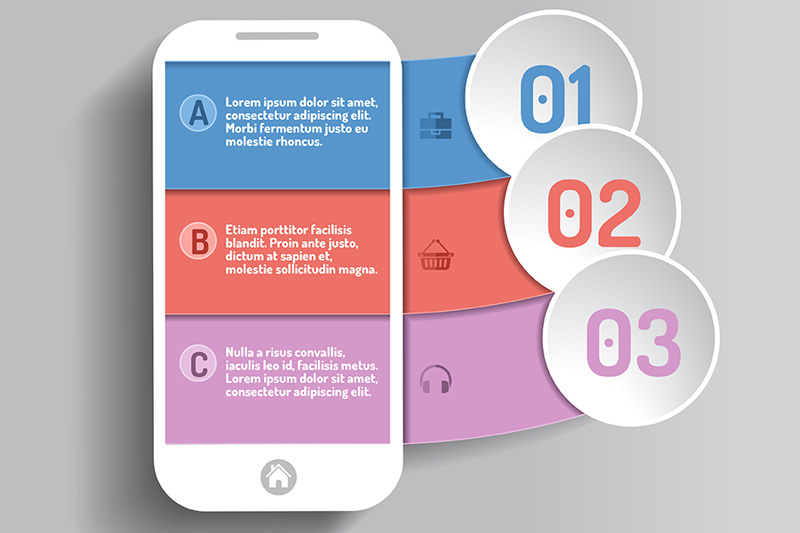 A
Lorem ipsum dolor sit amet,
consectetur adipiscing elit.
Morbi fermentum justo eu
molestie rhoncus.
01
B
Etiam porttitor facilisis
blandit. Proin ante justo,
dictum at sapien et,
molestie sollicitudin magna.
02
C
Nulla a risus convallis,
iaculis leo id, facilisis metus.
Lorem ipsum dolor sit amet,
consectetur adipiscing elit.
03